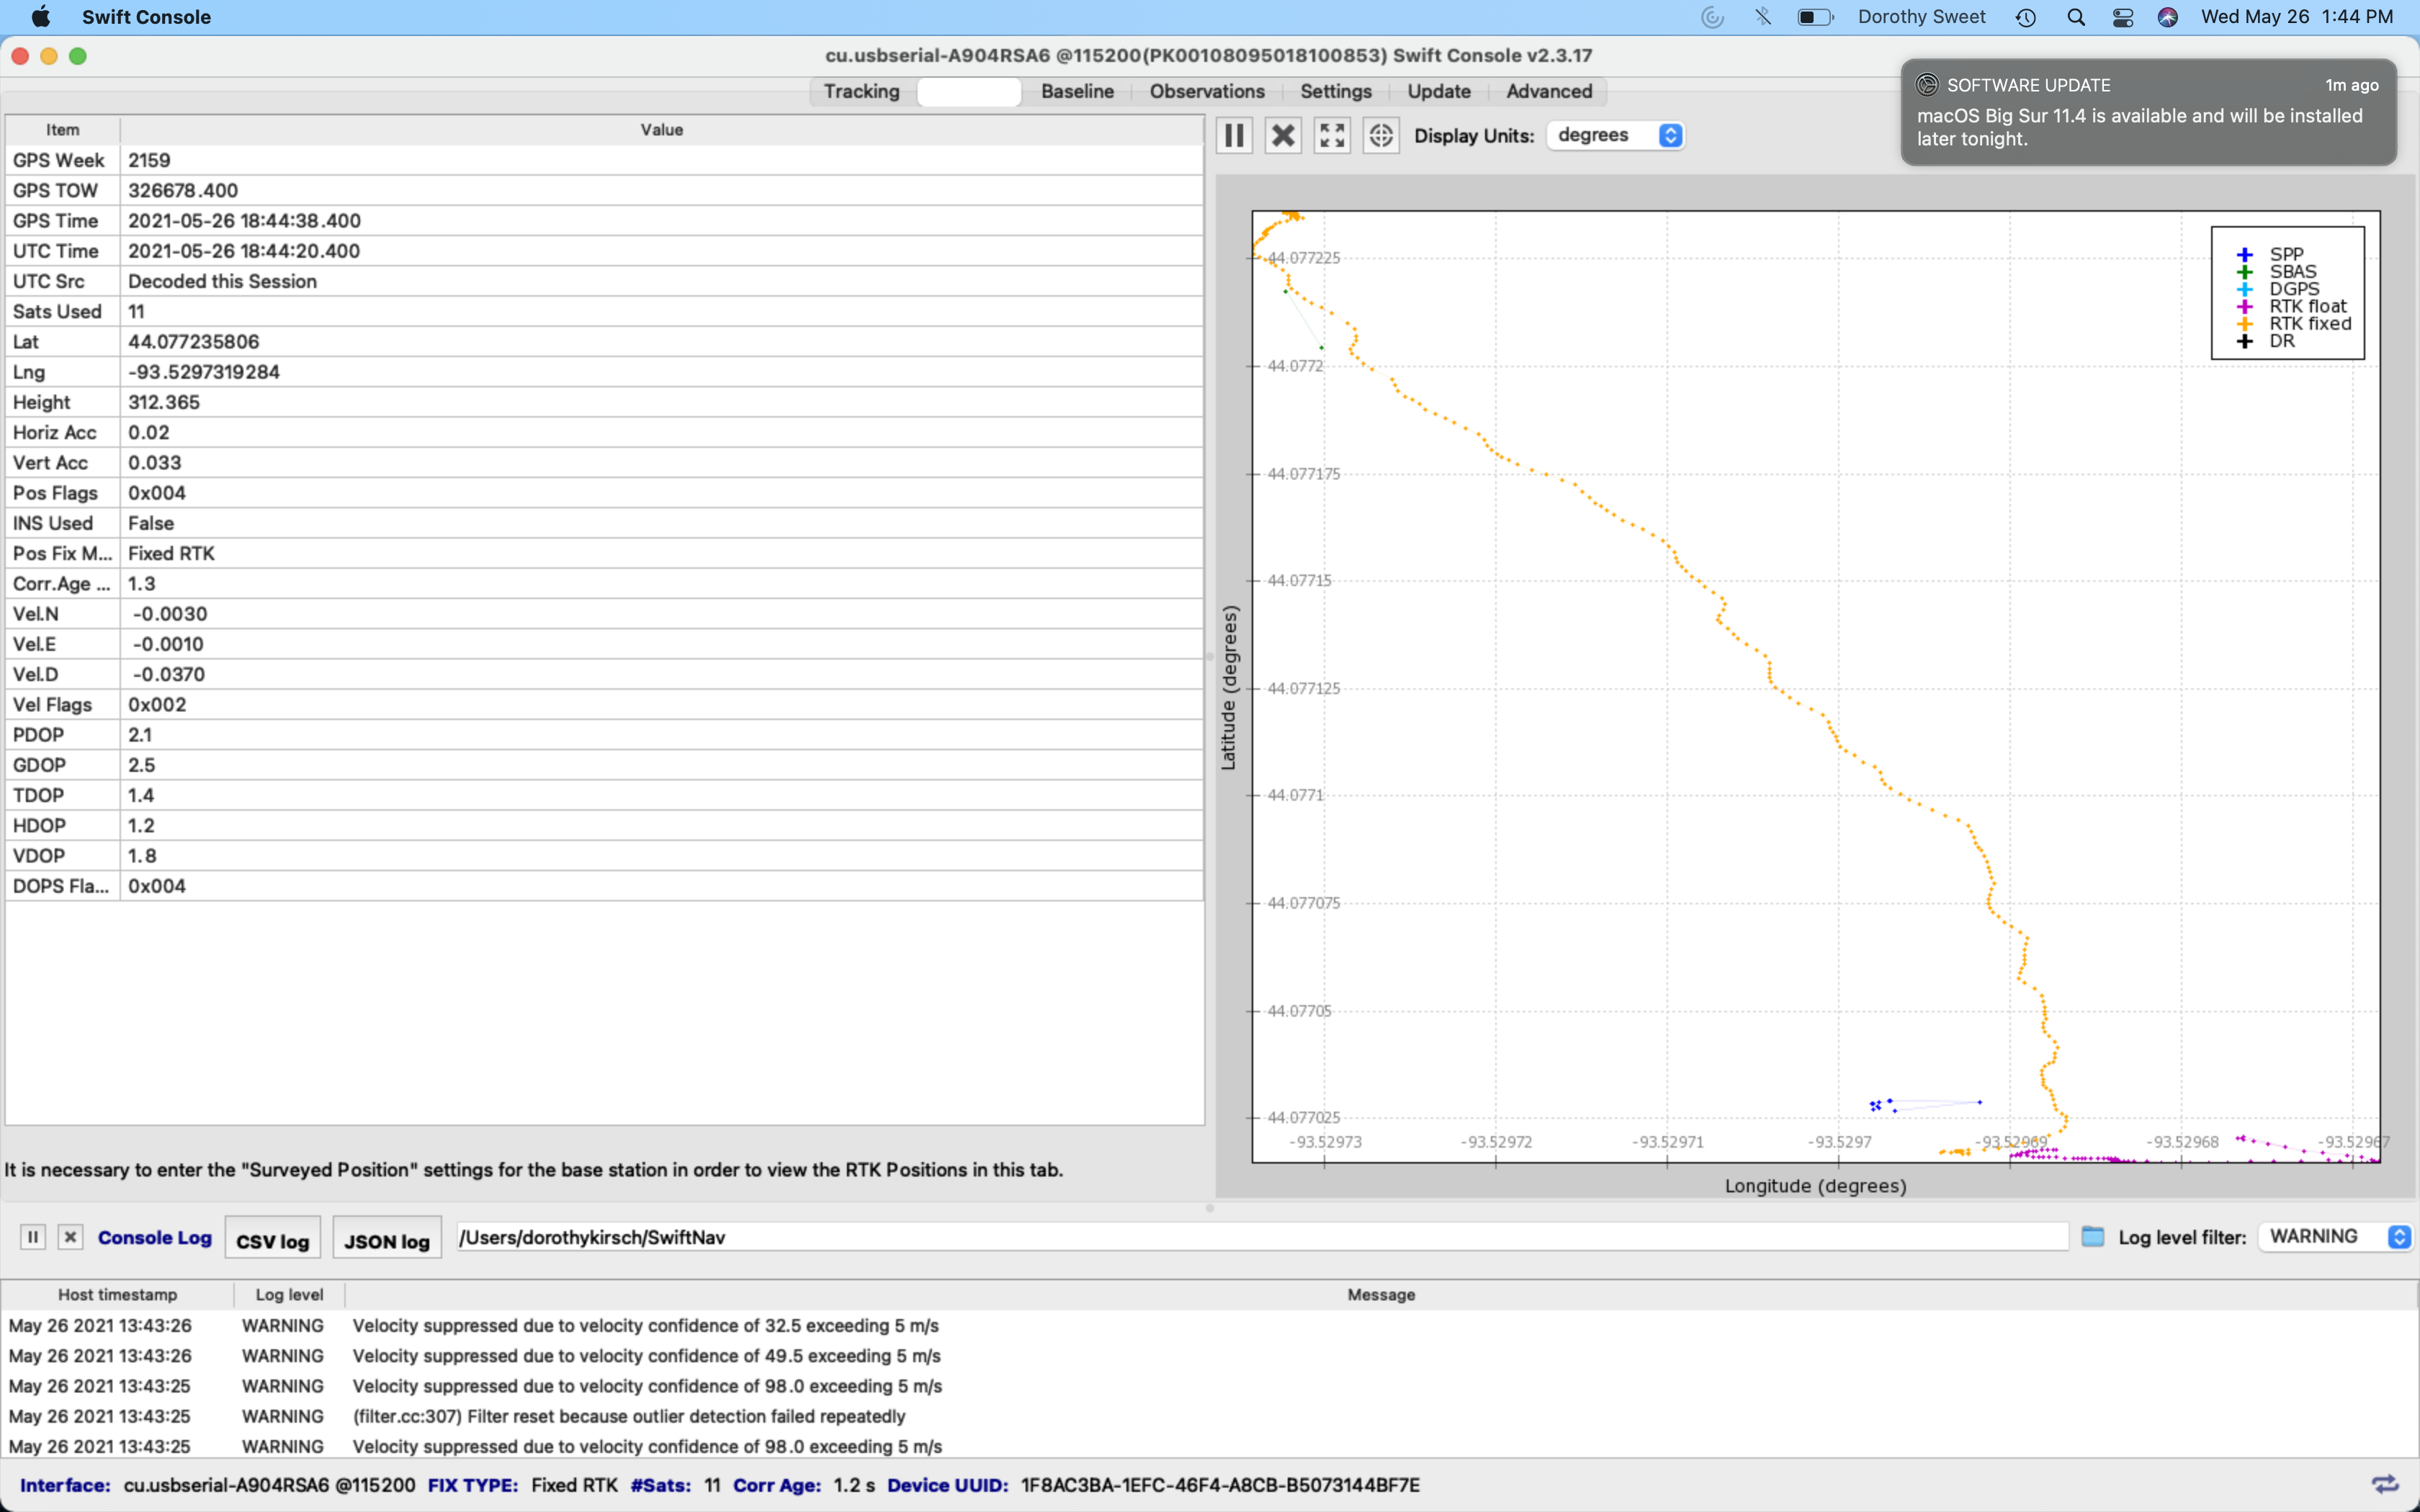 Swift Console
Dorothy Sweet
Wed May 26 1:44 PM
cu.usbserial-A904RSA6 @115200(PK00108095018100853) Swift Console v2.3.17
Tracking Baseline Observations Settings Update Advanced
SOFTWARE UPDATE 1m ago
macOS Big Sur 11.4 is available and will be installed
later tonight.
Item Value
GPS Week 2159
GPS TOW 326678.400
GPS Time 2021-05-26 18:44:38.400
UTC Time 2021-05-26 18:44:20.400
UTC Src Decoded this Session
Sats Used 11
Lat 44.077235806
Lng -93.5297319284
Height 312.365
Horiz Acc 0.02
Vert Acc 0.033
Pos Flags 0x004
INS Used False
Pos Fix M... Fixed RTK
Corr.Age ... 1.3
Vel.N -0.0030
Vel.E -0.0010
Vel.D -0.0370
Vel Flags 0x002
PDOP 2.1
GDOP 2.5
TDOP 1.4
HDOP 1.2
VDOP 1.8
DOPS Fla... 0x004
It is necessary to enter the "Surveyed Position" settings for the base station in order to view the RTK Positions in this tab.
Display Units: degrees
SPP
SBAS
DGPS
RTK float
RTK fixed
DR
44.077225
44.0772
44.077175
44.07715
44.077125
44.0771
44.077075
44.07705
44.077025
Latitude (degrees)
-93.52973 -93.52972 -93.52971 -93.5297 -93.52969 -93.52968 -93.52967
Longitude (degrees)
Console Log CSV log JSON log /Users/dorothykirsch/SwiftNav Log level filter: WARNING
Host timestamp Log level Message
May 26 2021 13:43:26 WARNING Velocity suppressed due to velocity confidence of 32.5 exceeding 5 m/s
May 26 2021 13:43:26 WARNING Velocity suppressed due to velocity confidence of 49.5 exceeding 5 m/s
May 26 2021 13:43:25 WARNING Velocity suppressed due to velocity confidence of 98.0 exceeding 5 m/s
May 26 2021 13:43:25 WARNING (filter.cc:307) Filter reset because outlier detection failed repeatedly
May 26 2021 13:43:25 WARNING Velocity suppressed due to velocity confidence of 98.0 exceeding 5 m/s
Interface: cu.usbserial-A904RSA6 @115200 FIX TYPE: Fixed RTK #Sats: 11 Corr Age: 1.2 s Device UUID: 1F8AC3BA-1EFC-46F4-A8CB-B5073144BF7E